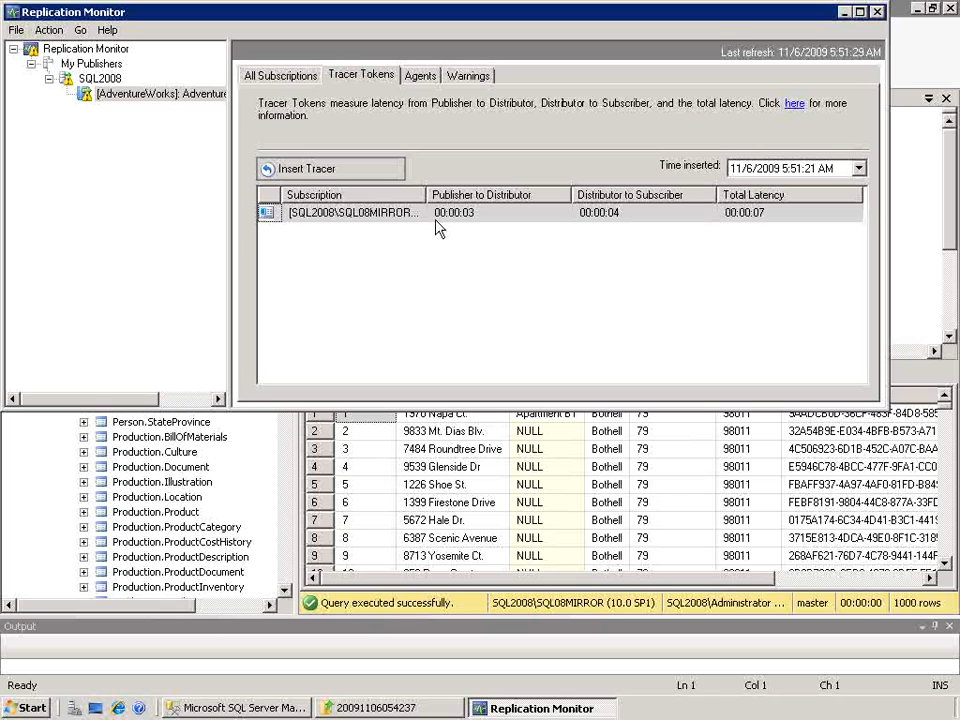 Replication Monitor
File Action Go Help
Replication Monitor
My Publishers
SQL2008
[AdventureWorks]: Adventure
Last refresh: 11/6/2009 5:51:29 AM
All Subscriptions Tracer Tokens Agents Warnings
Tracer Tokens measure latency from Publisher to Distributor, Distributor to Subscriber, and the total latency. Click here for more
information.
Insert Tracer
Time inserted: 11/6/2009 5:51:21 AM
Subscription Publisher to Distributor Distributor to Subscriber Total Latency
[SQL2008\SQL08MIRROR... 00:00:03 00:00:04 00:00:07
Person.StateProvince
Production.BillOfMaterials
Production.Culture
Production.Document
Production.Illustration
Production.Location
Production.Product
Production.ProductCategory
Production.ProductCostHistory
Production.ProductDescription
Production.ProductDocument
Production.ProductInventory
1 1 1970 Napa Ct. Bothell 79 98011
2 2 9833 Mt. Dias Blv. NULL Bothell 79 98011 32A54B9E-E034-4BFB-B573-A71
3 3 7484 Roundtree Drive NULL Bothell 79 98011 4C506923-6D1B-452C-A07C-BAA
4 4 9539 Glenside Dr NULL Bothell 79 98011 E5946C78-4BCC-477F-9FA1-CC0
5 5 1226 Shoe St. NULL Bothell 79 98011 FBAFF937-4A97-4AF0-81FD-B849
6 6 1399 Firestone Drive NULL Bothell 79 98011 FEBF8191-9804-44C8-877A-33FD
7 7 5672 Hale Dr. NULL Bothell 79 98011 0175A174-6C34-4D41-B3C1-4419
8 8 6387 Scenic Avenue NULL Bothell 79 98011 3715E813-4DCA-49E0-8F1C-31
9 9 8713 Yosemite Ct. NULL Bothell 79 98011 268AF621-76D7-4C78-9441-144F
Query executed successfully. SQL2008\SQL08MIRROR (10.0 SP1) SQL2008\Administrator ... master 00:00:00 1000 rows
Output
Ready Ln 1 Col 1 Ch 1 INS
Start Microsoft SQL Server Ma... 20091106054237 Replication Monitor